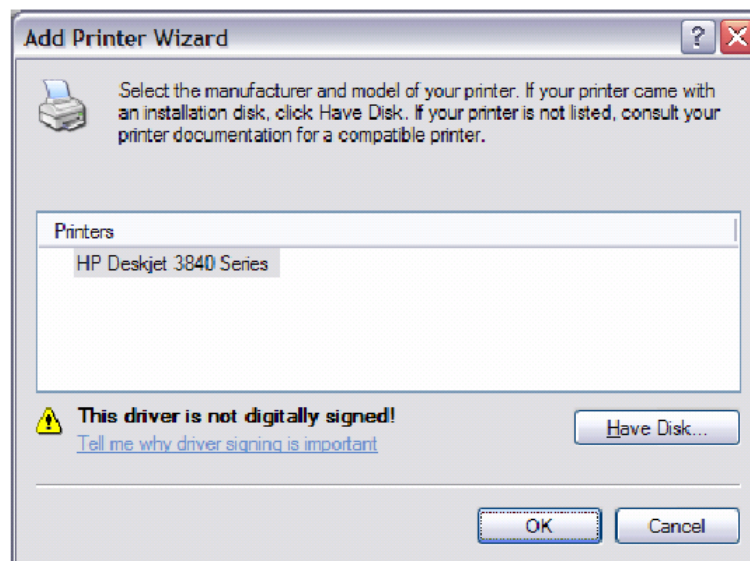 Add Printer Wizard
Select the manufacturer and model of your printer. If your printer came with
an installation disk, click Have Disk. If your printer is not listed, consult your
printer documentation for a compatible printer.
Printers
HP Deskjet 3840 Series
This driver is not digitally signed!
Tell me why driver signing is important
Have Disk...
OK
Cancel